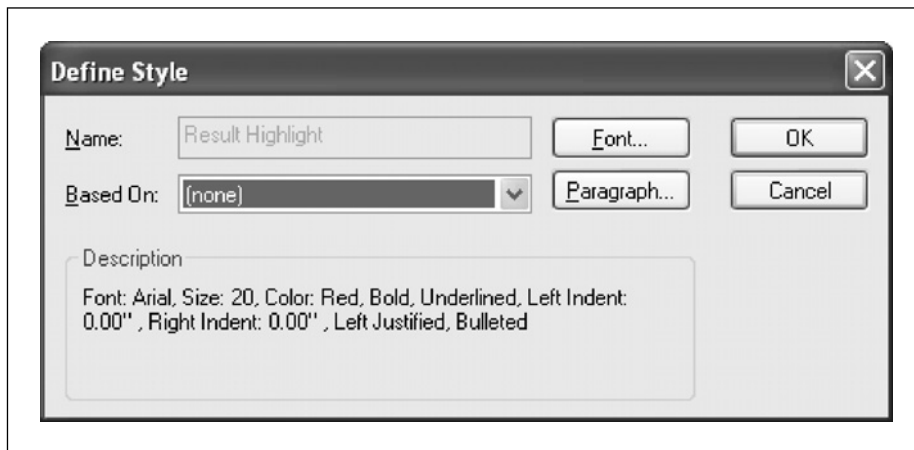 Define Style
Name: Result Highlight Font... OK
Based On: (none) Paragraph... Cancel
Description
Font: Arial, Size: 20, Color: Red, Bold, Underlined, Left Indent:
0.00'' , Right Indent: 0.00'' , Left Justified, Bulleted